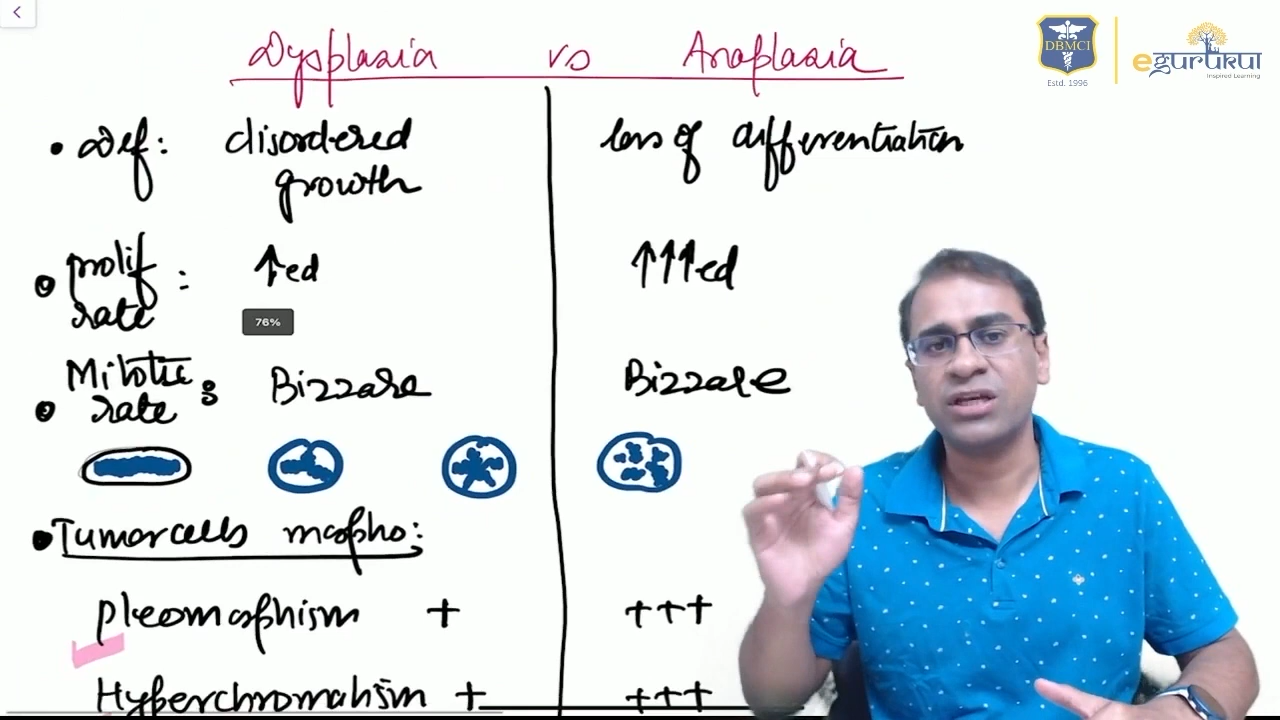 Dysplasia vs Anaplasia
DBMCI
Estd. 1996
egurukul
Inspired Learning
• Def: disordered growth
loss of differentiation
• prolif rate : ↑ed
↑↑↑ed
76%
• Mitotic rate : Bizzare
Bizzare
• Tumor cells morpho:
pleomorphism + +++
Hyperchromatism + +++